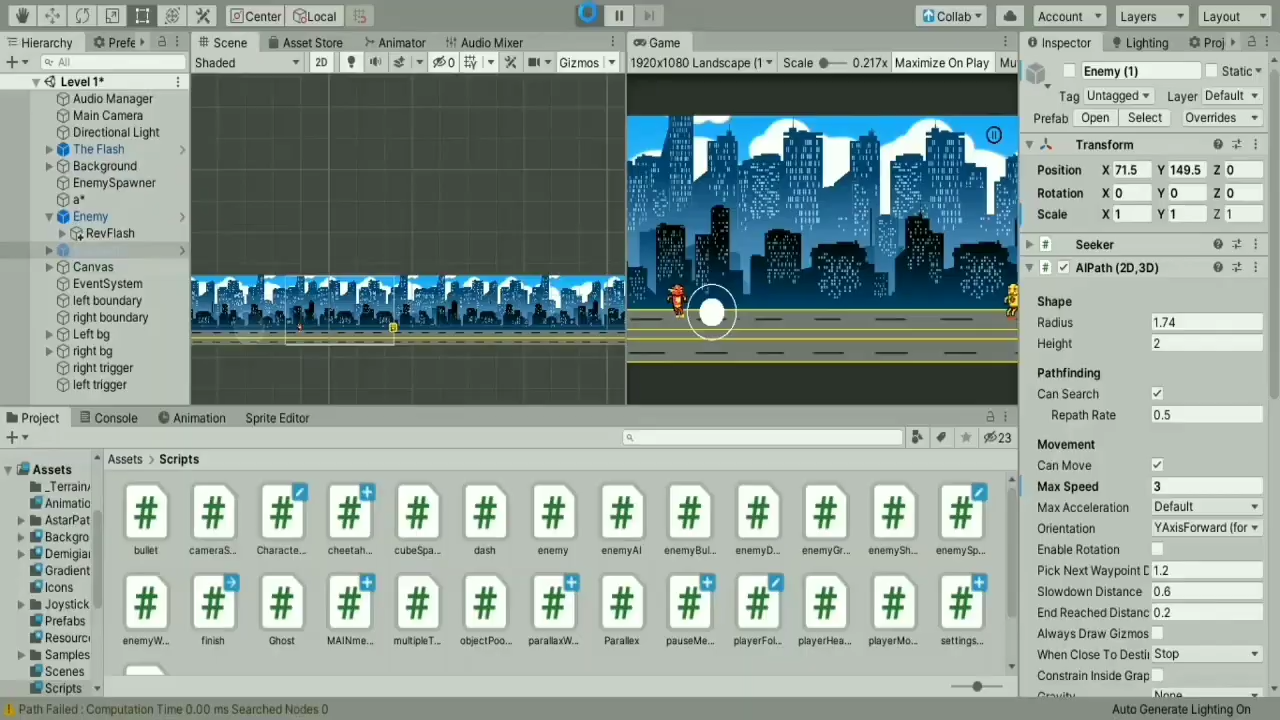 Center Local Collab Account Layers Layout
Hierarchy Prefe Scene Asset Store Animator Audio Mixer Game Inspector Lighting Proj
All Shaded 2D 0 Gizmos 1920x1080 Landscape (1 Scale 0.217x Maximize On Play Mu
Enemy (1) Static
Tag Untagged Layer Default
Prefab Open Select Overrides
Level 1*
Audio Manager
Main Camera
Directional Light
The Flash
Background
EnemySpawner
a*
Enemy
RevFlash
Canvas
EventSystem
left boundary
right boundary
Left bg
right bg
right trigger
left trigger
Transform
Position X 71.5 Y 149.5 Z 0
Rotation X 0 Y 0 Z 0
Scale X 1 Y 1 Z 1
# Seeker
# AIPath (2D,3D)
Shape
Radius 1.74
Height 2
Pathfinding
Can Search
Repath Rate 0.5
Movement
Can Move
Max Speed 3
Max Acceleration Default
Orientation YAxisForward (for
Enable Rotation
Pick Next Waypoint D 1.2
Slowdown Distance 0.6
End Reached Distanc 0.2
Always Draw Gizmos
When Close To Desti Stop
Constrain Inside Grap
Gravity None
Project Console Animation Sprite Editor
23
Assets
_Terrain
Animatio
AstarPat
Backgro
Demigian
Gradient
Icons
Joystick
Prefabs
Resourc
Samples
Scenes
Scripts
Assets > Scripts
# # # # # # # # # # # # #
bullet cameraS... Characte... cheetah... cubeSpa... dash enemy enemyAI enemyBul... enemyD... enemyGr... enemySh... enemySp...
# # # # # # # # # # # # #
enemyW... finish Ghost MAINme... multipleT... objectPoo... parallaxW... Parallex pauseMe... playerFol... playerHea... playerMo... settings...
Path Failed : Computation Time 0.00 ms Searched Nodes 0
Auto Generate Lighting On